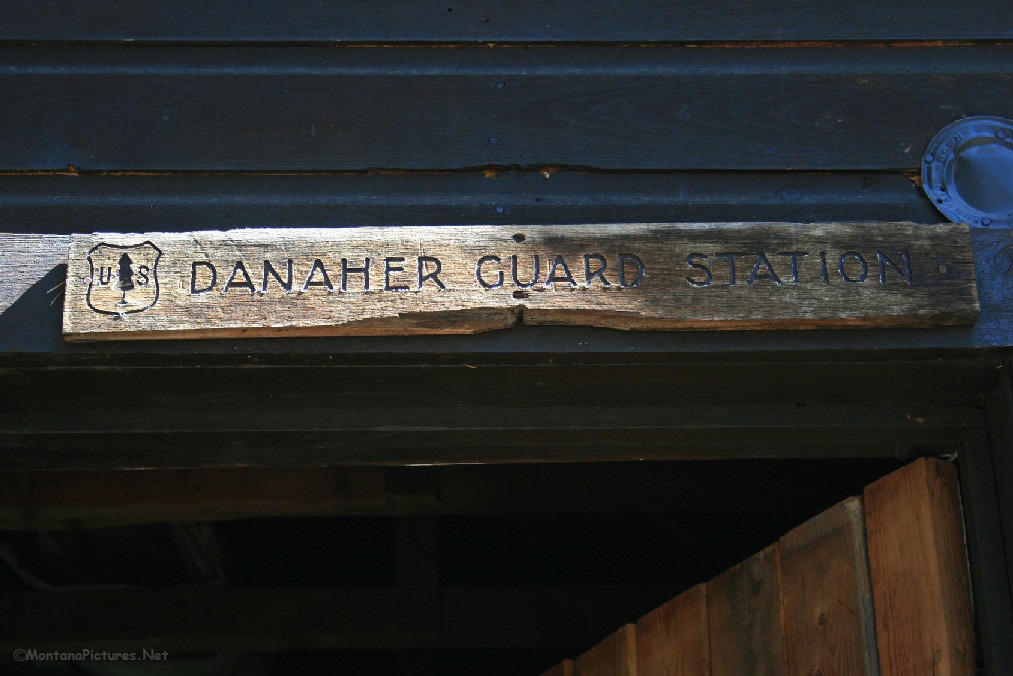 U S DANAHER GUARD STATION
©MontanaPictures.Net